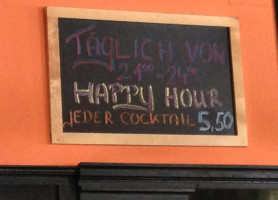 TÄGLICH VON
21⁰⁰-24⁰⁰
HAPPY HOUR
JEDER COCKTAIL 5,50